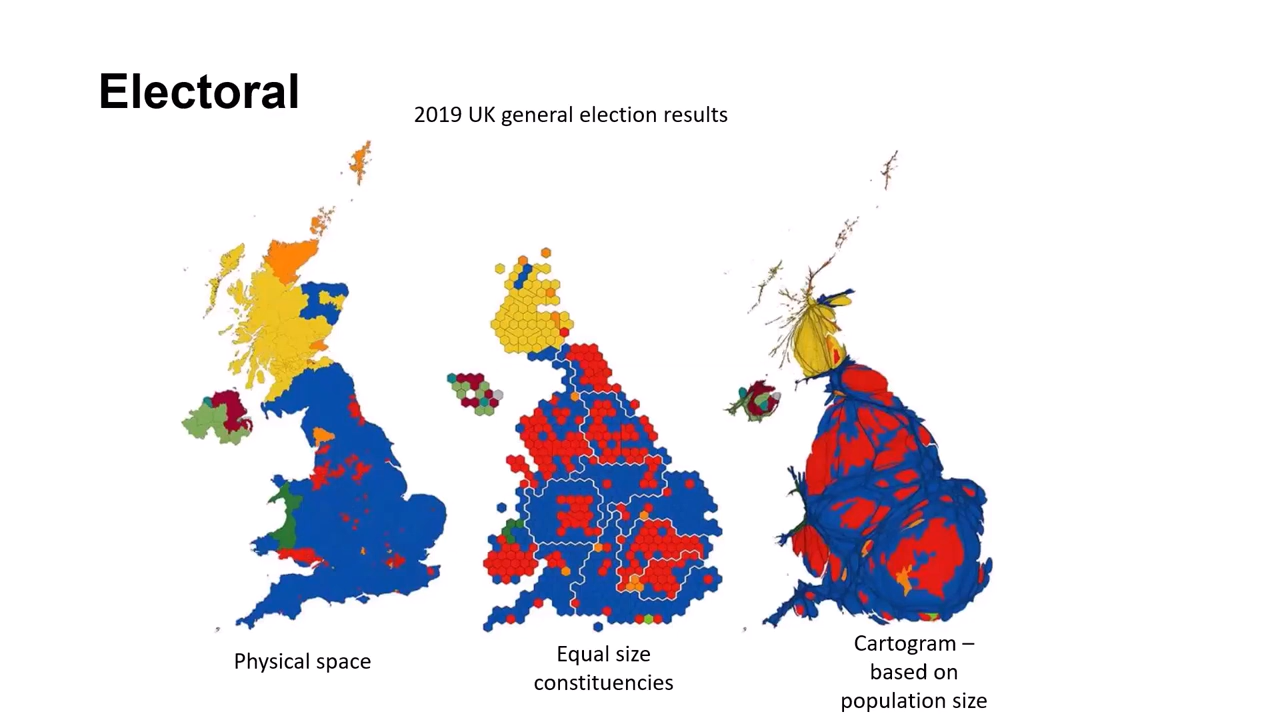 Electoral
2019 UK general election results
Physical space
Equal size
constituencies
Cartogram –
based on
population size